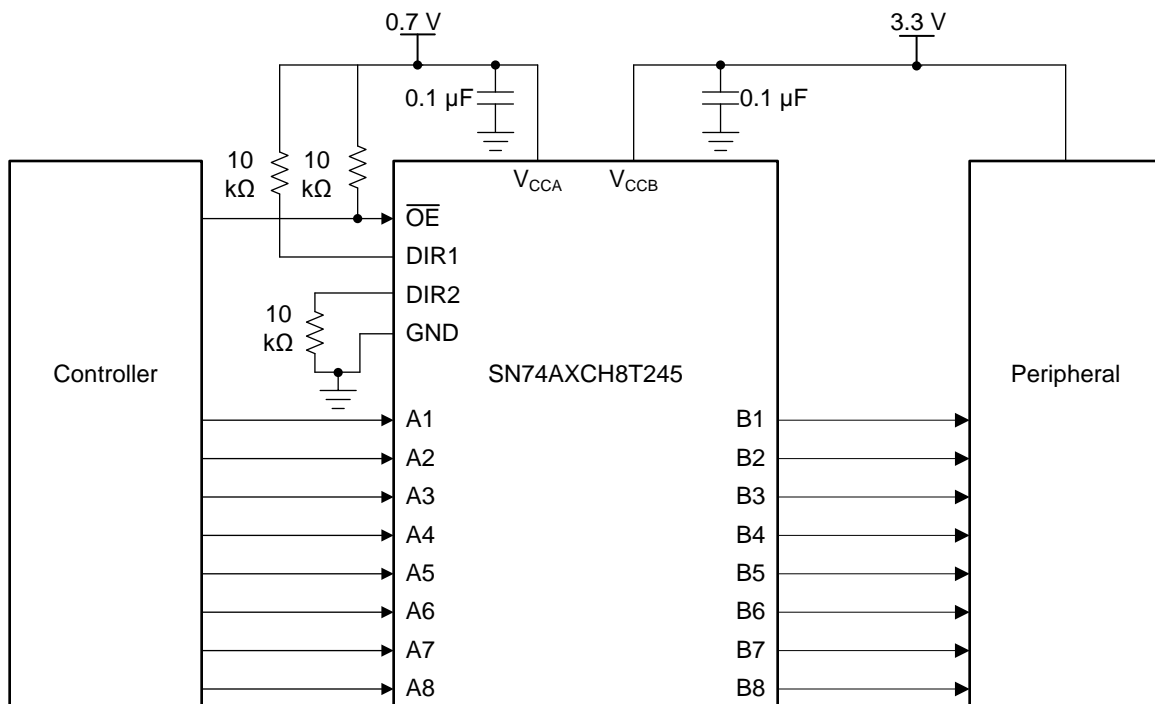 0.7 V
3.3 V
0.1 µF
0.1 µF
10
kΩ
10
kΩ
VCCA
VCCB
OE
DIR1
DIR2
10
kΩ
GND
Controller
SN74AXCH8T245
Peripheral
A1
B1
A2
B2
A3
B3
A4
B4
A5
B5
A6
B6
A7
B7
A8
B8